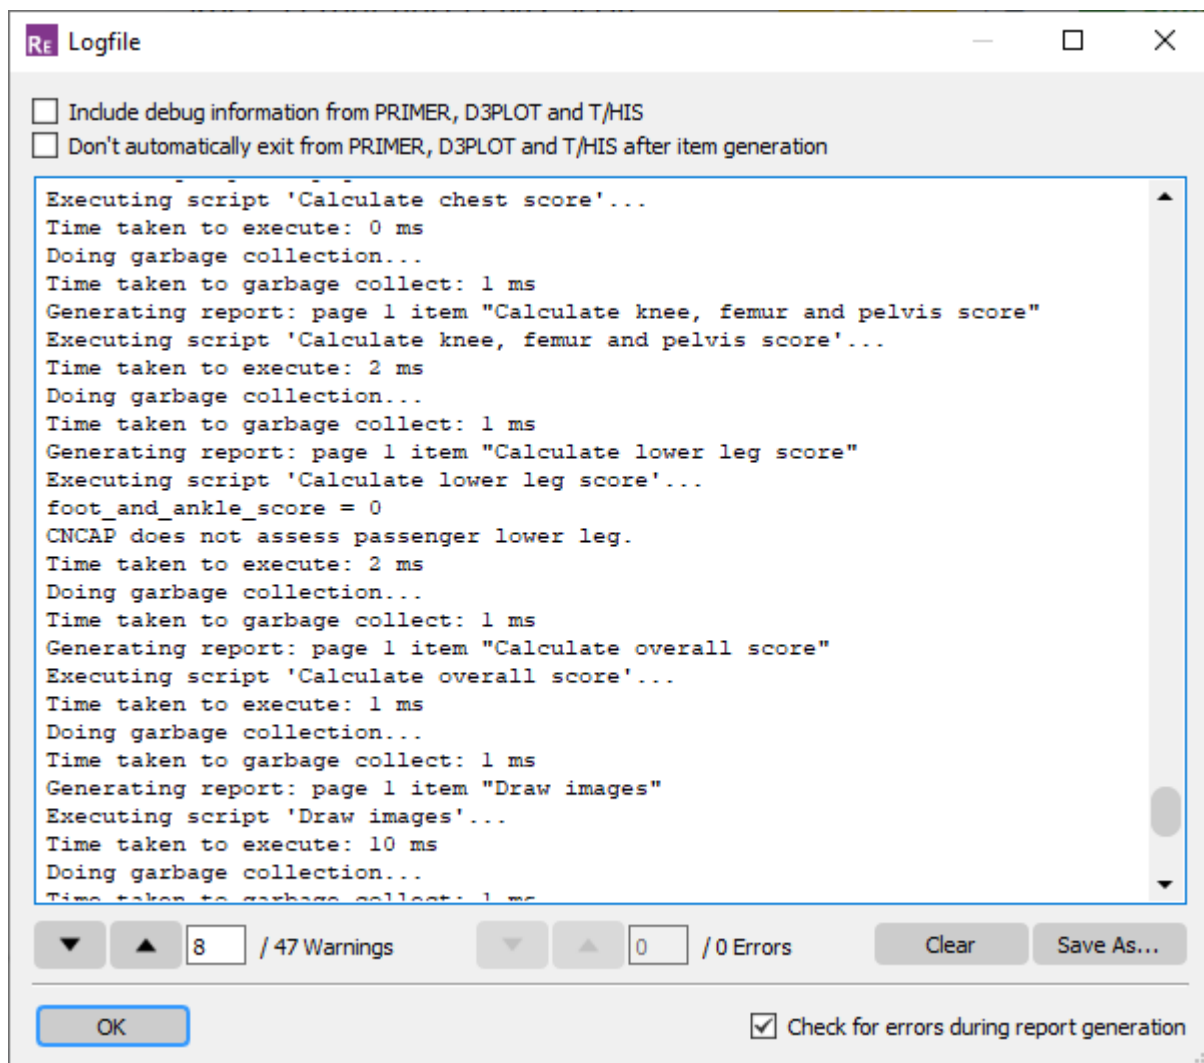 RE Logfile
Include debug information from PRIMER, D3PLOT and T/HIS
Don't automatically exit from PRIMER, D3PLOT and T/HIS after item generation
Executing script 'Calculate chest score'...
Time taken to execute: 0 ms
Doing garbage collection...
Time taken to garbage collect: 1 ms
Generating report: page 1 item "Calculate knee, femur and pelvis score"
Executing script 'Calculate knee, femur and pelvis score'...
Time taken to execute: 2 ms
Doing garbage collection...
Time taken to garbage collect: 1 ms
Generating report: page 1 item "Calculate lower leg score"
Executing script 'Calculate lower leg score'...
foot_and_ankle_score = 0
CNCAP does not assess passenger lower leg.
Time taken to execute: 2 ms
Doing garbage collection...
Time taken to garbage collect: 1 ms
Generating report: page 1 item "Calculate overall score"
Executing script 'Calculate overall score'...
Time taken to execute: 1 ms
Doing garbage collection...
Time taken to garbage collect: 1 ms
Generating report: page 1 item "Draw images"
Executing script 'Draw images'...
Time taken to execute: 10 ms
Doing garbage collection...
Time taken to garbage collect: 1 ms
8 / 47 Warnings 0 / 0 Errors Clear Save As...
OK Check for errors during report generation